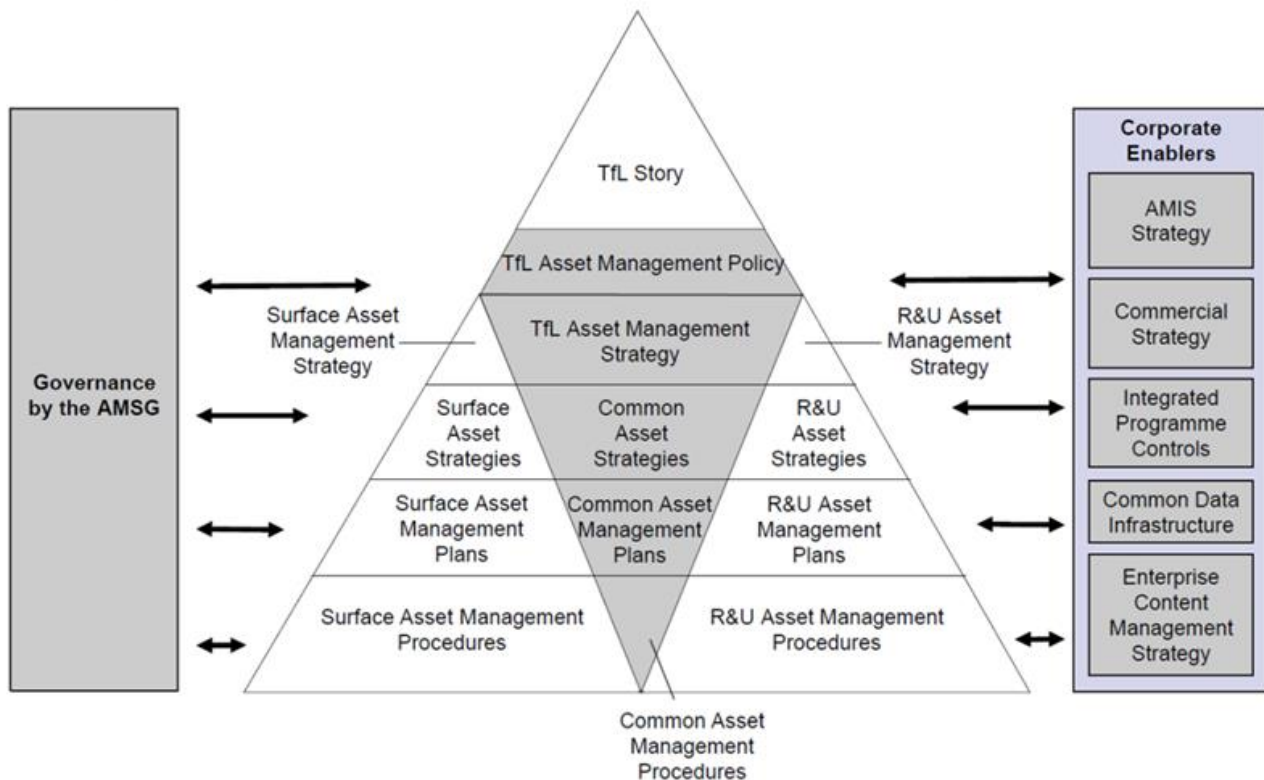 TfL Story
TfL Asset Management Policy
Surface Asset
Management
Strategy
TfL Asset Management
Strategy
R&U Asset
Management
Strategy
Governance
by the AMSG
Surface
Asset
Strategies
Common
Asset
Strategies
R&U
Asset
Strategies
Surface Asset
Management
Plans
Common Asset
Management
Plans
R&U Asset
Management
Plans
Surface Asset Management
Procedures
R&U Asset Management
Procedures
Common Asset
Management
Procedures
Corporate
Enablers
AMIS
Strategy
Commercial
Strategy
Integrated
Programme
Controls
Common Data
Infrastructure
Enterprise
Content
Management
Strategy